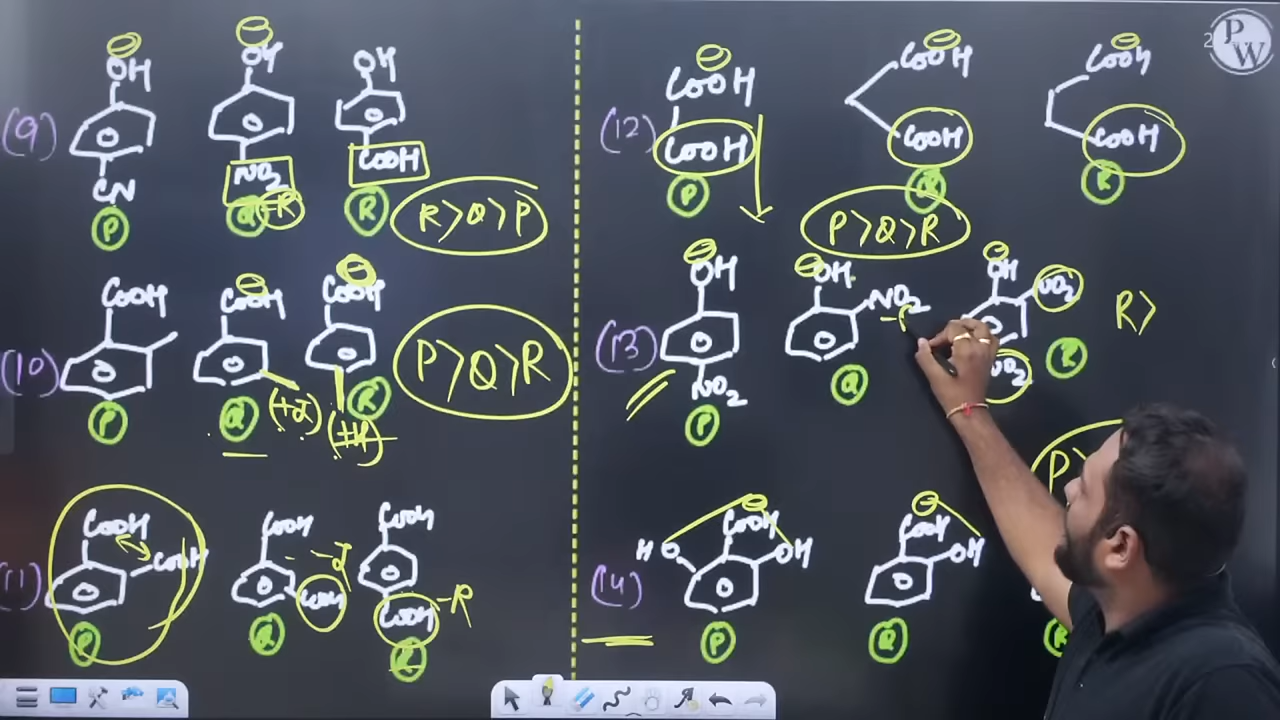 PW
2
(9)
OH
CN
P
OH
NO2
Q -R
OH
COOH
R
R>Q>P
(10)
COOH
P
COOH
(+I)
Q
COOH
(+H)
R
P>Q>R
(11)
COOH
COOH
P
COOH
-I
COOH
Q
COOH
COOH -R
R
(12)
COOH
COOH
P
COOH
COOH
Q
COOH
COOH
R
P>Q>R
(13)
OH
NO2
P
OH
NO2
Q
OH
NO2
NO2
R
R>
(14)
COOH
HO
OH
P
COOH
OH
Q
P>
R